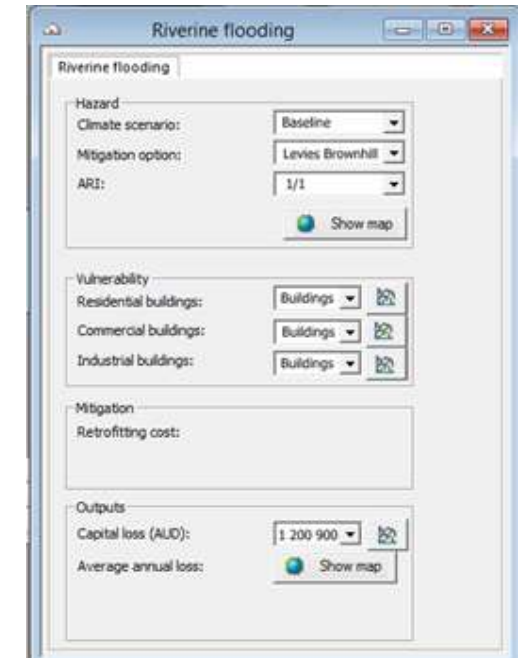 Riverine flooding
Riverine flooding
Hazard
Climate scenario: Baseline
Mitigation option: Levies Brownhill
ARI: 1/1
Show map
Vulnerability
Residential buildings: Buildings
Commercial buildings: Buildings
Industrial buildings: Buildings
Mitigation
Retrofitting cost:
Outputs
Capital loss (AUD): 1 200 900
Average annual loss: Show map